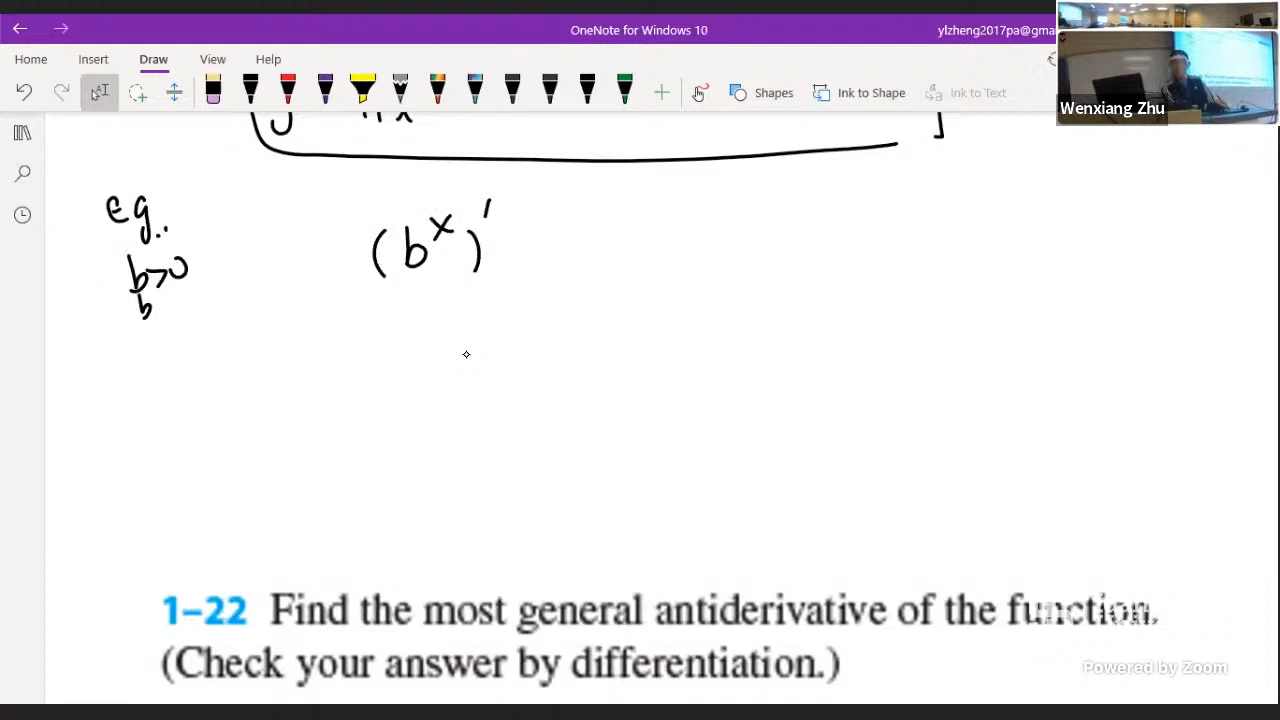 OneNote for Windows 10
ylzheng2017pa@gma
Home Insert Draw View Help
Shapes Ink to Shape Ink to Text
Wenxiang Zhu
eg.
b>0
b
(b^x)'
1–22 Find the most general antiderivative of the
(Check your answer by differentiation.)
Powered by Zoom